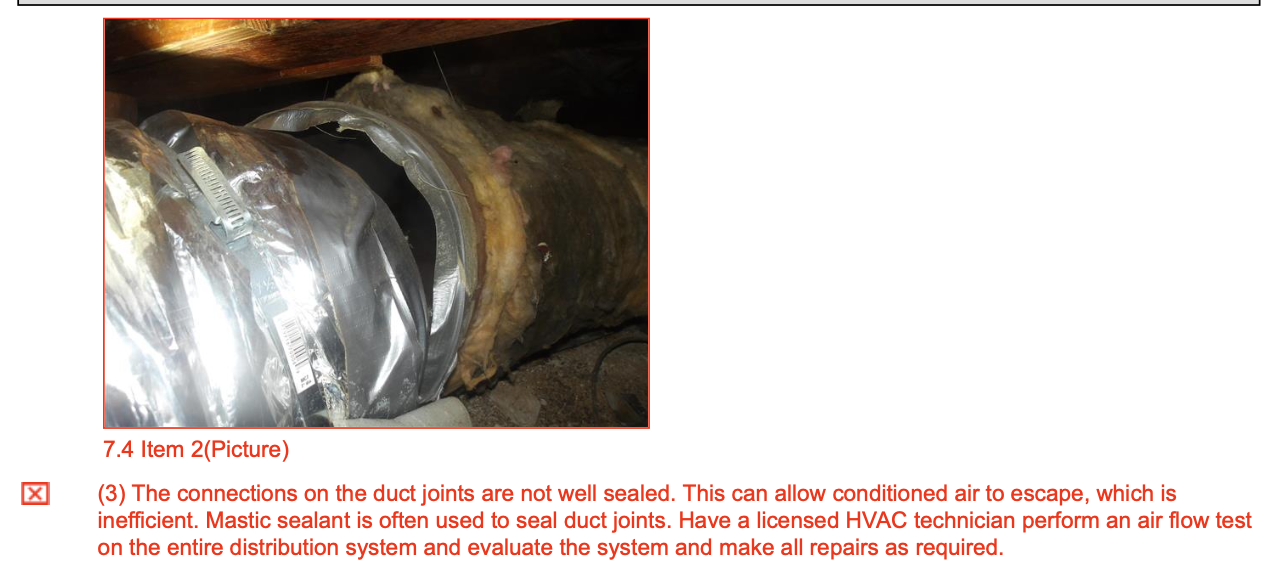 7.4 Item 2(Picture)
(3) The connections on the duct joints are not well sealed. This can allow conditioned air to escape, which is
inefficient. Mastic sealant is often used to seal duct joints. Have a licensed HVAC technician perform an air flow test
on the entire distribution system and evaluate the system and make all repairs as required.